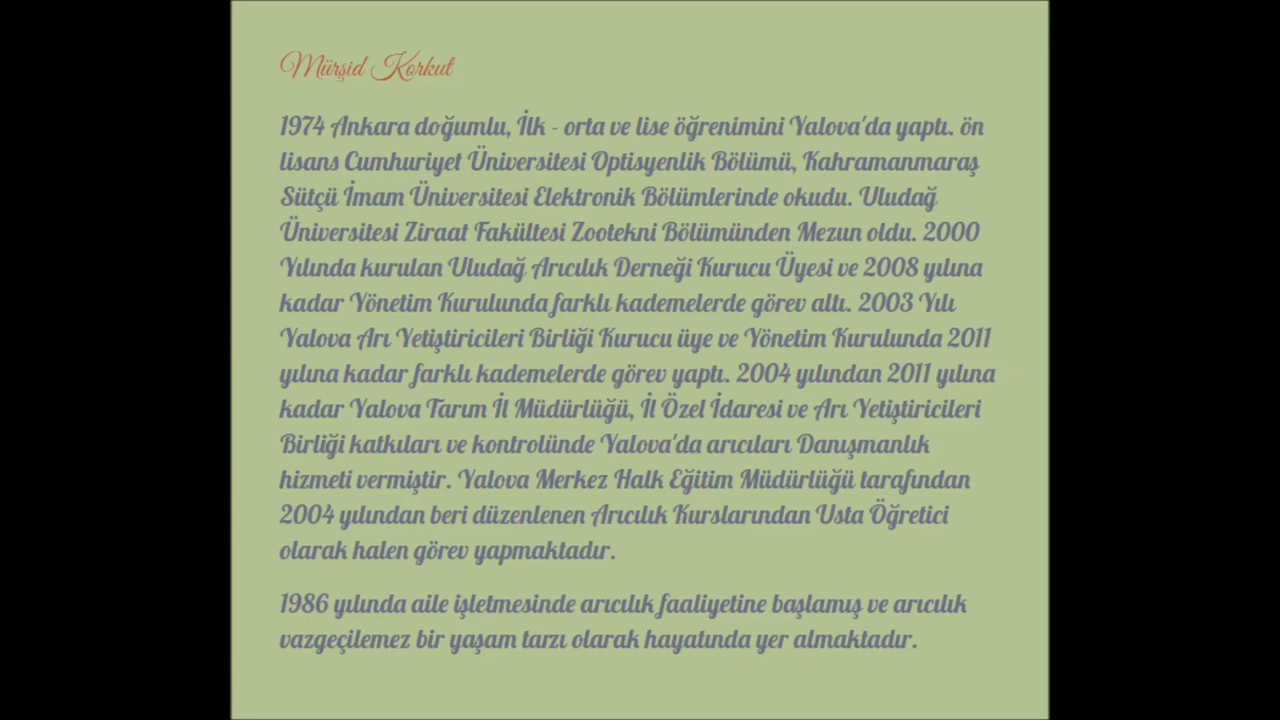 Mürşid Korkut
1974 Ankara doğumlu, İlk - orta ve lise öğrenimini Yalova'da yaptı. ön
lisans Cumhuriyet Üniversitesi Optisyenlik Bölümü, Kahramanmaraş
Sütçü İmam Üniversitesi Elektronik Bölümlerinde okudu. Uludağ
Üniversitesi Ziraat Fakültesi Zootekni Bölümünden Mezun oldu. 2000
Yılında kurulan Uludağ Arıcılık Derneği Kurucu Üyesi ve 2008 yılına
kadar Yönetim Kurulunda farklı kademelerde görev altı. 2003 Yılı
Yalova Arı Yetiştiricileri Birliği Kurucu üye ve Yönetim Kurulunda 2011
yılına kadar farklı kademelerde görev yaptı. 2004 yılından 2011 yılına
kadar Yalova Tarım İl Müdürlüğü, İl Özel İdaresi ve Arı Yetiştiricileri
Birliği katkıları ve kontrolünde Yalova'da arıcıları Danışmanlık
hizmeti vermiştir. Yalova Merkez Halk Eğitim Müdürlüğü tarafından
2004 yılından beri düzenlenen Arıcılık Kurslarından Usta Öğretici
olarak halen görev yapmaktadır.
1986 yılında aile işletmesinde arıcılık faaliyetine başlamış ve arıcılık
vazgeçilemez bir yaşam tarzı olarak hayatında yer almaktadır.